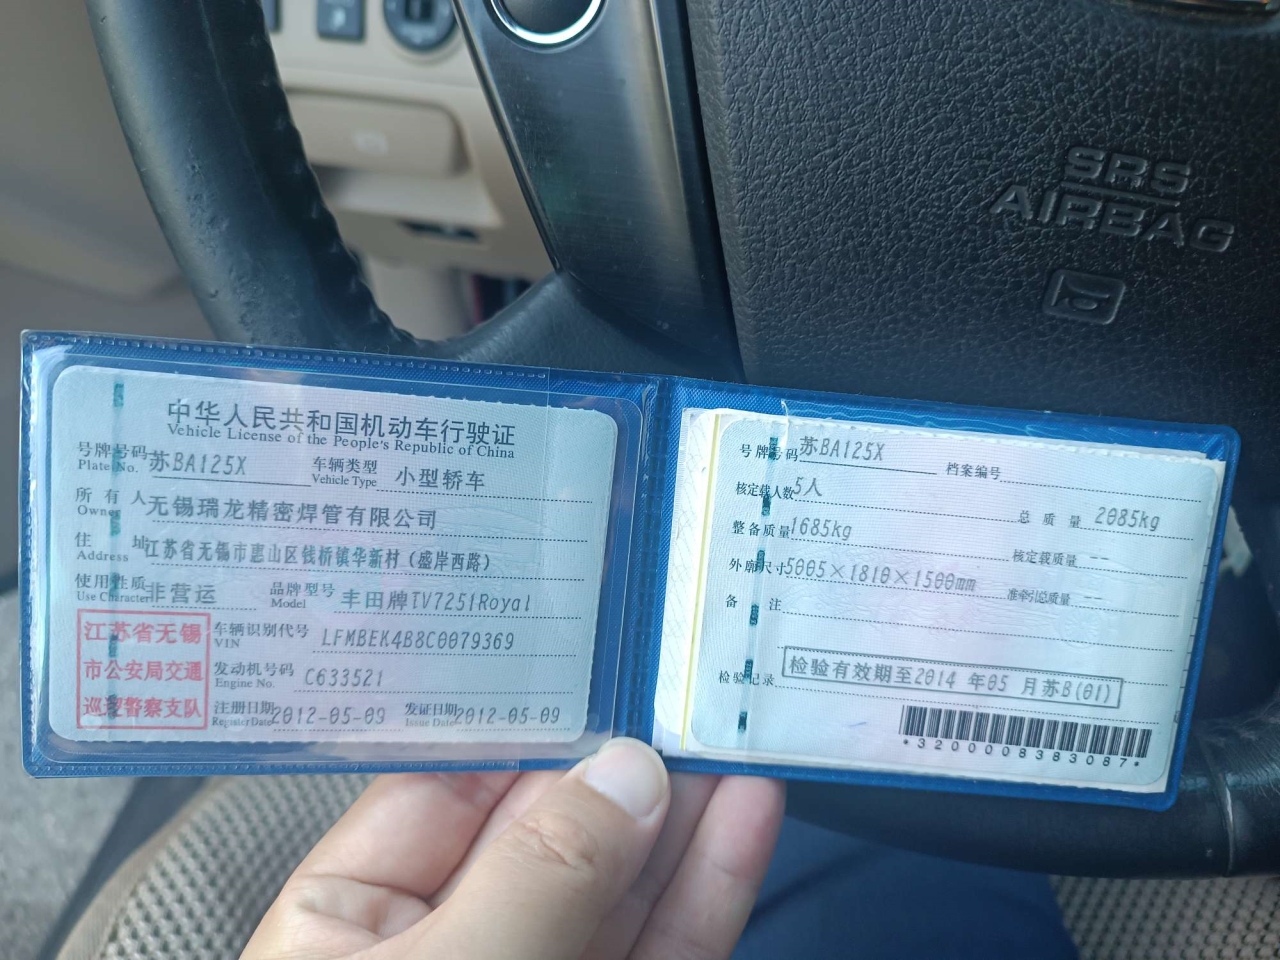 SRS
AIRBAG
中华人民共和国机动车行驶证
Vehicle License of the People's Republic of China
号牌号码 苏BA125X 车辆类型 小型轿车
Plate No. Vehicle Type
所有人 无锡瑞龙精密焊管有限公司
Owner
住址 江苏省无锡市惠山区钱桥镇华新村(盛岸西路)
Address
使用性质 非营运 品牌型号 丰田牌TV7251Royal
Use Character Model
江苏省无锡
市公安局交通
巡逻警察支队
车辆识别代号 LFMBEK4B8C0079369
VIN
发动机号码 C633521
Engine No.
注册日期 2012-05-09 发证日期 2012-05-09
Register Date Issue Date
号牌号码 苏BA125X 档案编号
核定载人数 5人 总质量 2085kg
整备质量 1685kg 核定载质量 --
外廓尺寸 5005×1810×1500mm 准牵引总质量 --
备注
检验记录 检验有效期至2014年05月苏B(01)
*3200008383087*